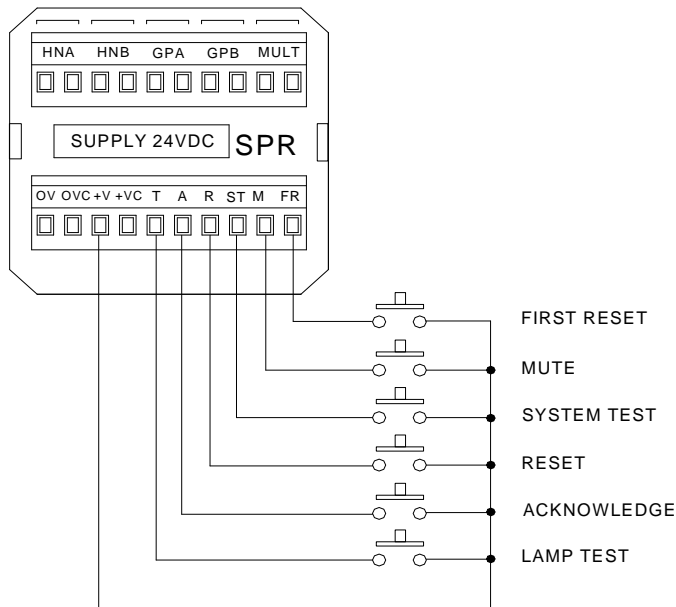 HNA HNB GPA GPB MULT
SUPPLY 24VDC SPR
OV OVC +V +VC T A R ST M FR
FIRST RESET
MUTE
SYSTEM TEST
RESET
ACKNOWLEDGE
LAMP TEST